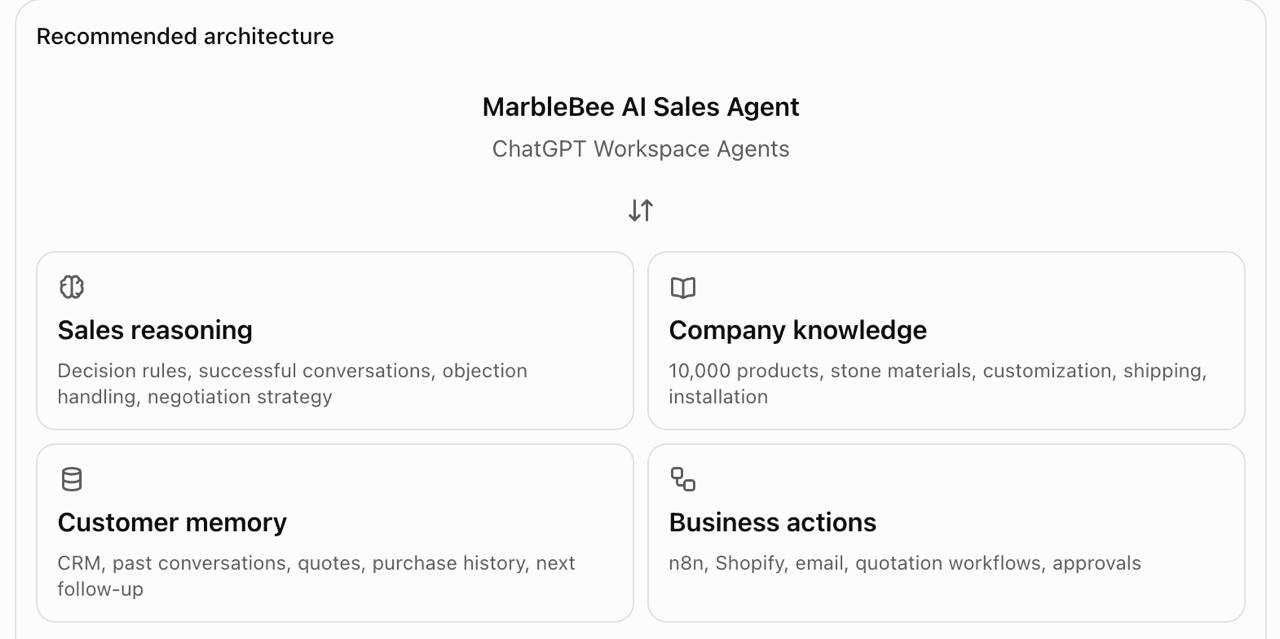 Recommended architecture
MarbleBee AI Sales Agent
ChatGPT Workspace Agents
Sales reasoning
Decision rules, successful conversations, objection
handling, negotiation strategy
Company knowledge
10,000 products, stone materials, customization, shipping,
installation
Customer memory
CRM, past conversations, quotes, purchase history, next
follow-up
Business actions
n8n, Shopify, email, quotation workflows, approvals